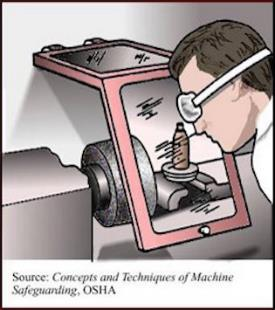 Source: Concepts and Techniques of Machine
Safeguarding, OSHA